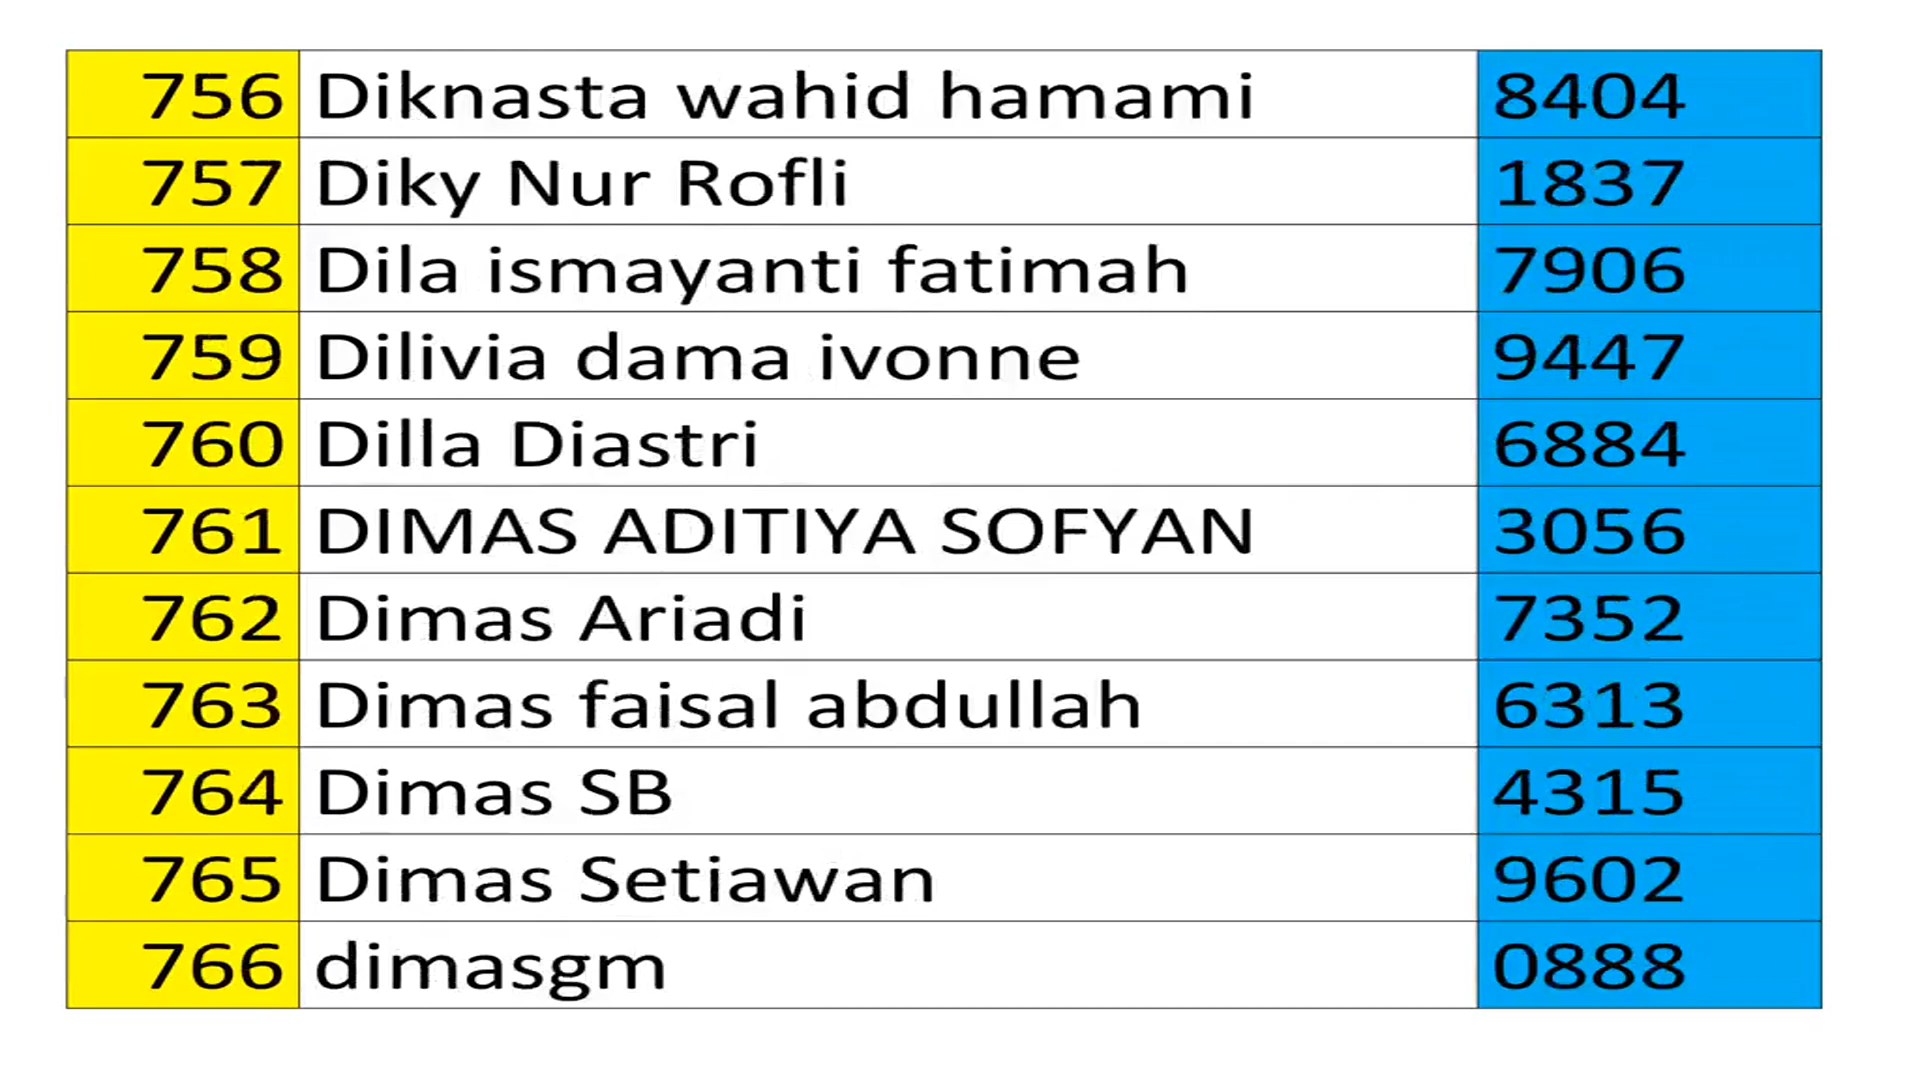 756 Diknasta wahid hamami 8404
757 Diky Nur Rofli 1837
758 Dila ismayanti fatimah 7906
759 Dilivia dama ivonne 9447
760 Dilla Diastri 6884
761 DIMAS ADITIYA SOFYAN 3056
762 Dimas Ariadi 7352
763 Dimas faisal abdullah 6313
764 Dimas SB 4315
765 Dimas Setiawan 9602
766 dimasgm 0888